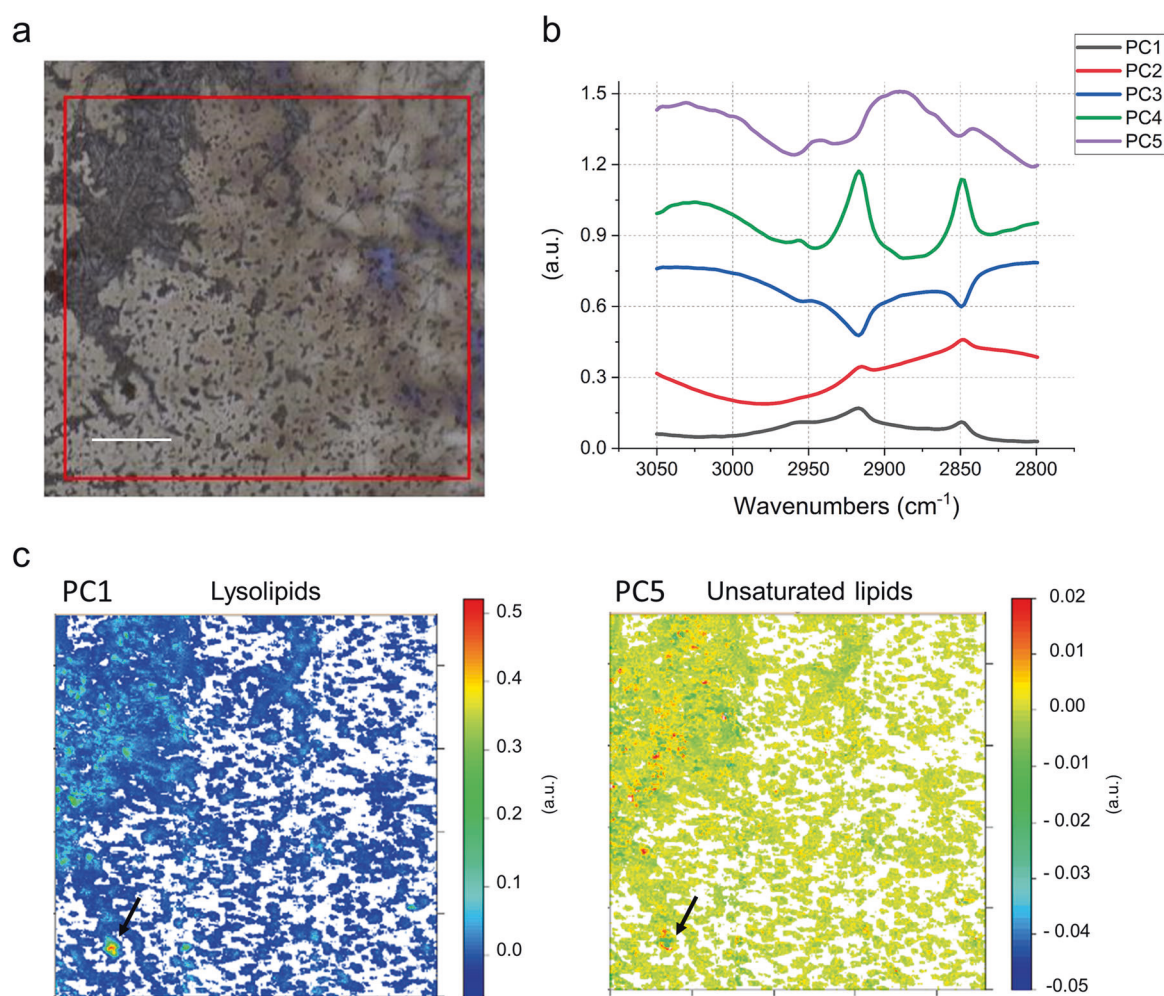 a
b
PC1
PC2
PC3
PC4
PC5
1.5
1.2
0.9
0.6
0.3
0.0
(a.u.)
3050 3000 2950 2900 2850 2800
Wavenumbers (cm-1)
c
PC1 Lysolipids
0.5
0.4
0.3
0.2
0.1
0.0
(a.u.)
PC5 Unsaturated lipids
0.02
0.01
0.00
- 0.01
- 0.02
- 0.03
- 0.04
-0.05
(a.u.)